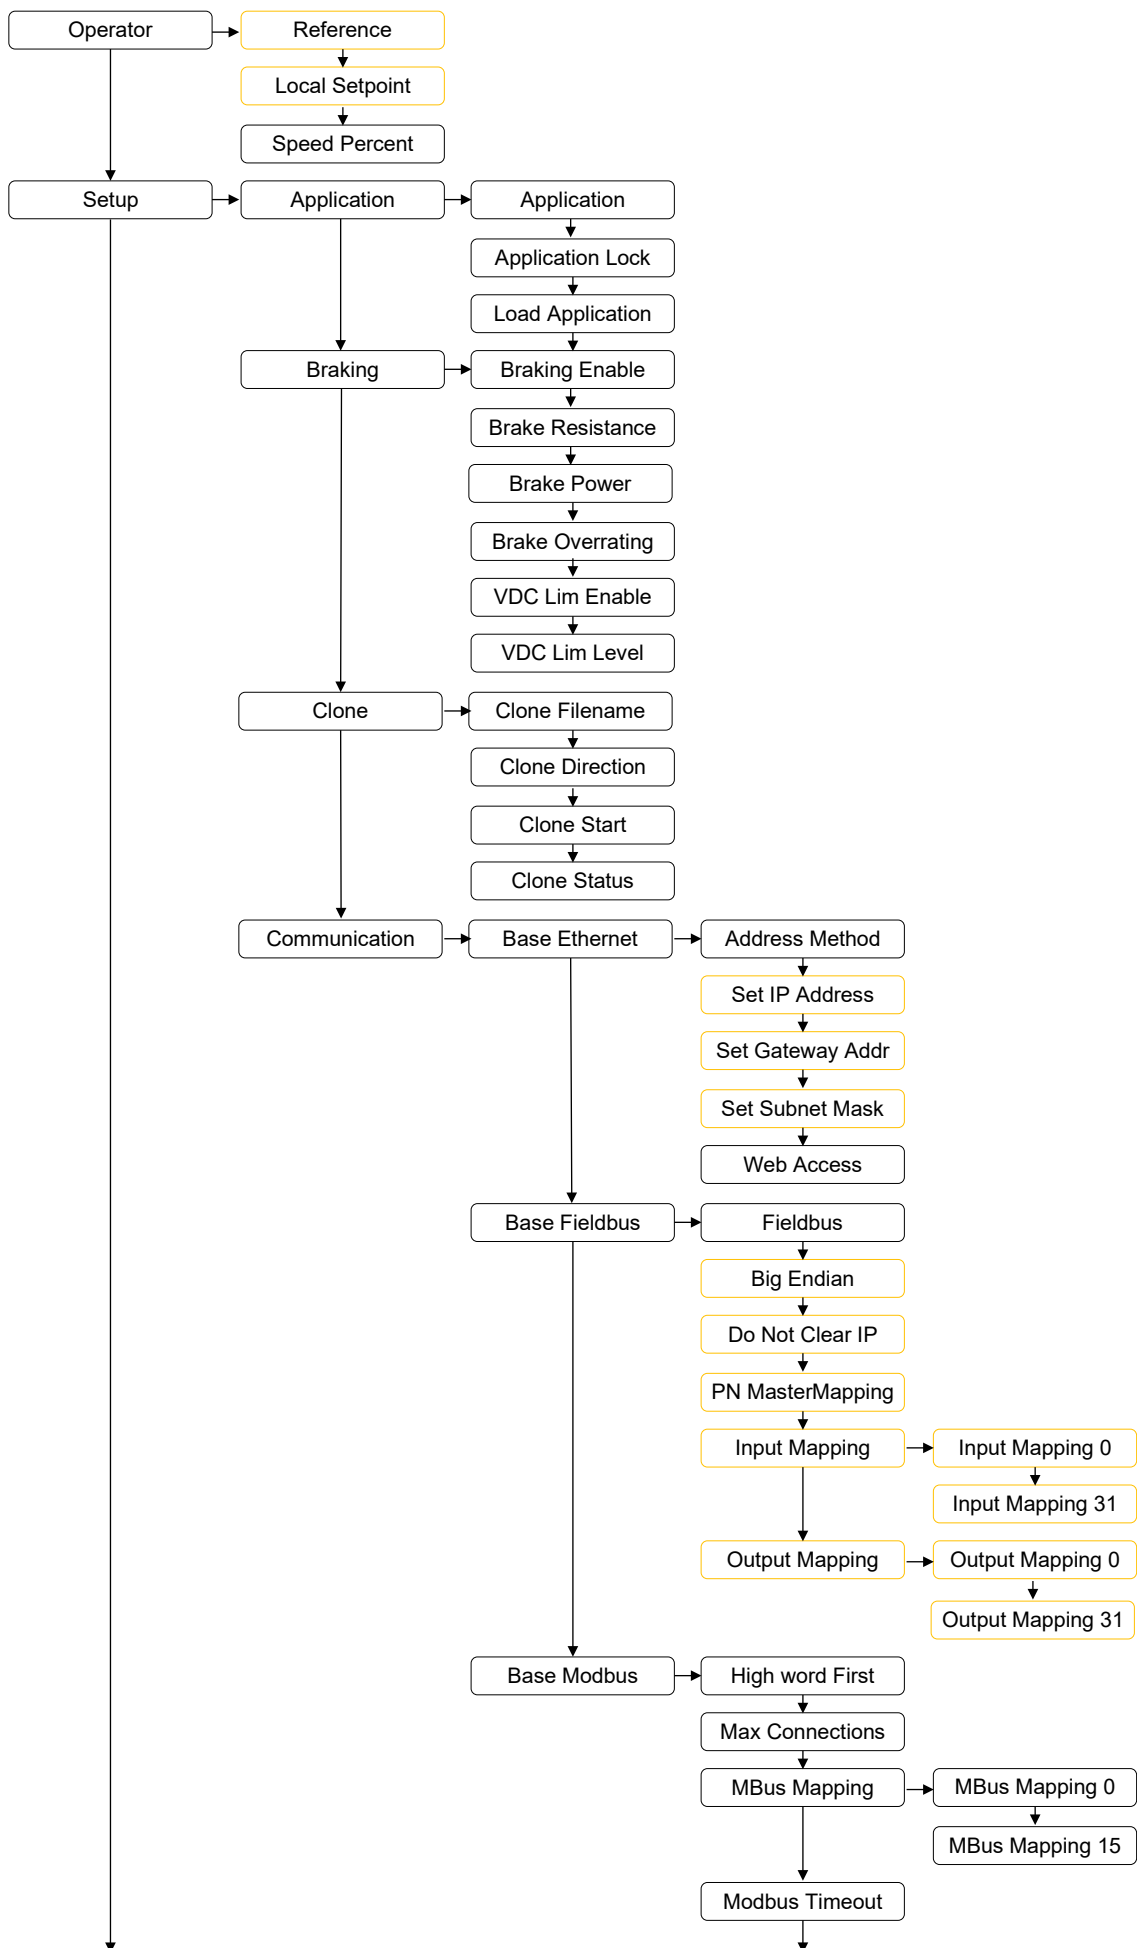 Operator
Reference
Local Setpoint
Speed Percent
Setup
Application
Application
Application Lock
Load Application
Braking
Braking Enable
Brake Resistance
Brake Power
Brake Overrating
VDC Lim Enable
VDC Lim Level
Clone
Clone Filename
Clone Direction
Clone Start
Clone Status
Communication
Base Ethernet
Address Method
Set IP Address
Set Gateway Addr
Set Subnet Mask
Web Access
Base Fieldbus
Fieldbus
Big Endian
Do Not Clear IP
PN MasterMapping
Input Mapping
Input Mapping 0
Input Mapping 31
Output Mapping
Output Mapping 0
Output Mapping 31
Base Modbus
High word First
Max Connections
MBus Mapping
MBus Mapping 0
MBus Mapping 15
Modbus Timeout